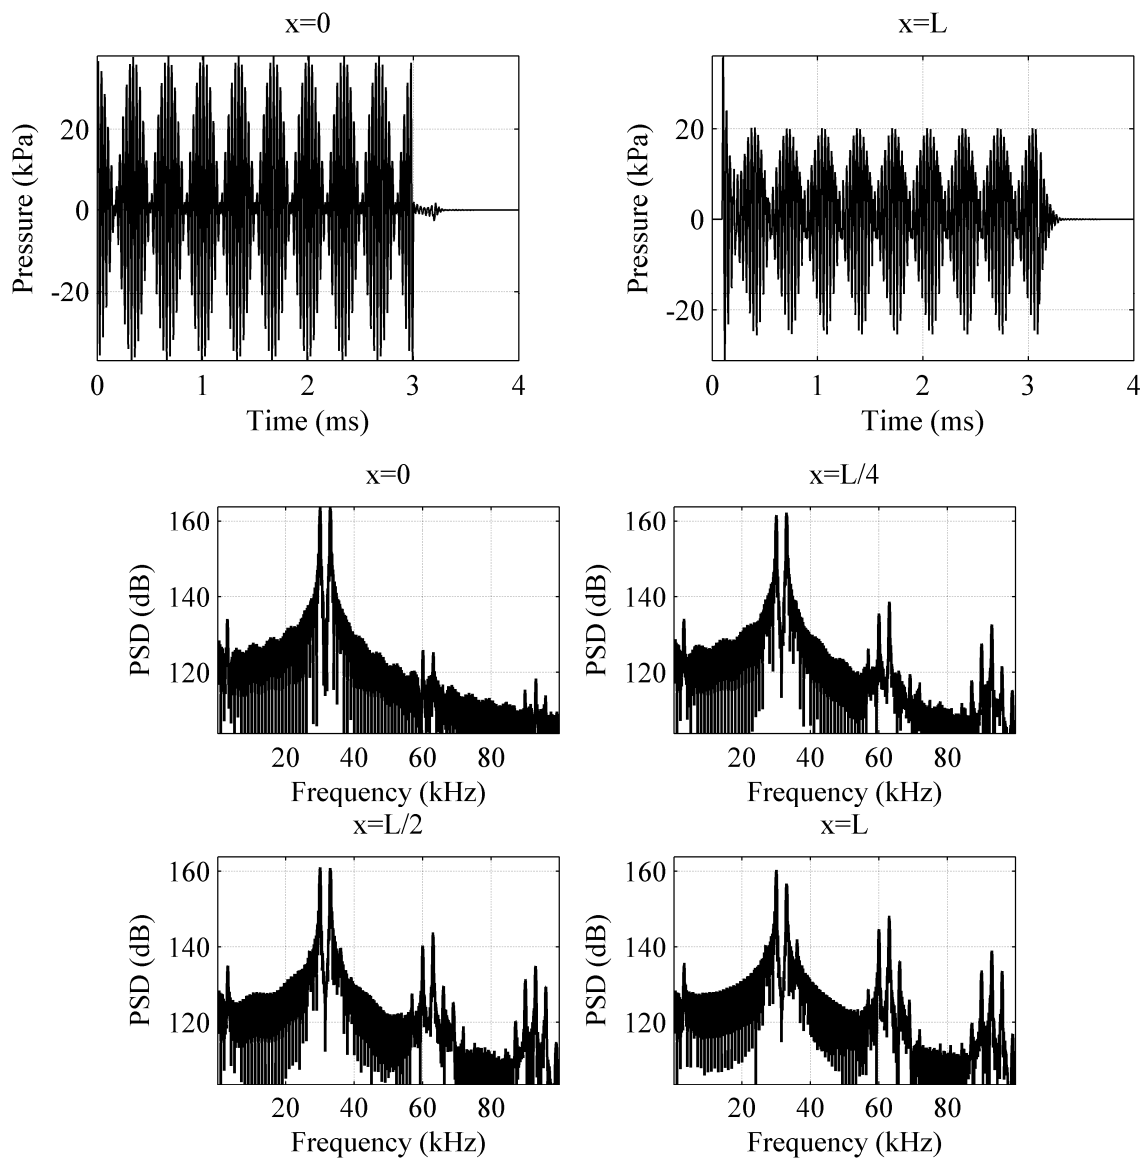 x=0
Pressure (kPa)
20
0
-20
0 1 2 3 4
Time (ms)
x=L
Pressure (kPa)
20
0
-20
0 1 2 3 4
Time (ms)
x=0
PSD (dB)
160
140
120
20 40 60 80
Frequency (kHz)
x=L/4
PSD (dB)
160
140
120
20 40 60 80
Frequency (kHz)
x=L/2
PSD (dB)
160
140
120
20 40 60 80
Frequency (kHz)
x=L
PSD (dB)
160
140
120
20 40 60 80
Frequency (kHz)